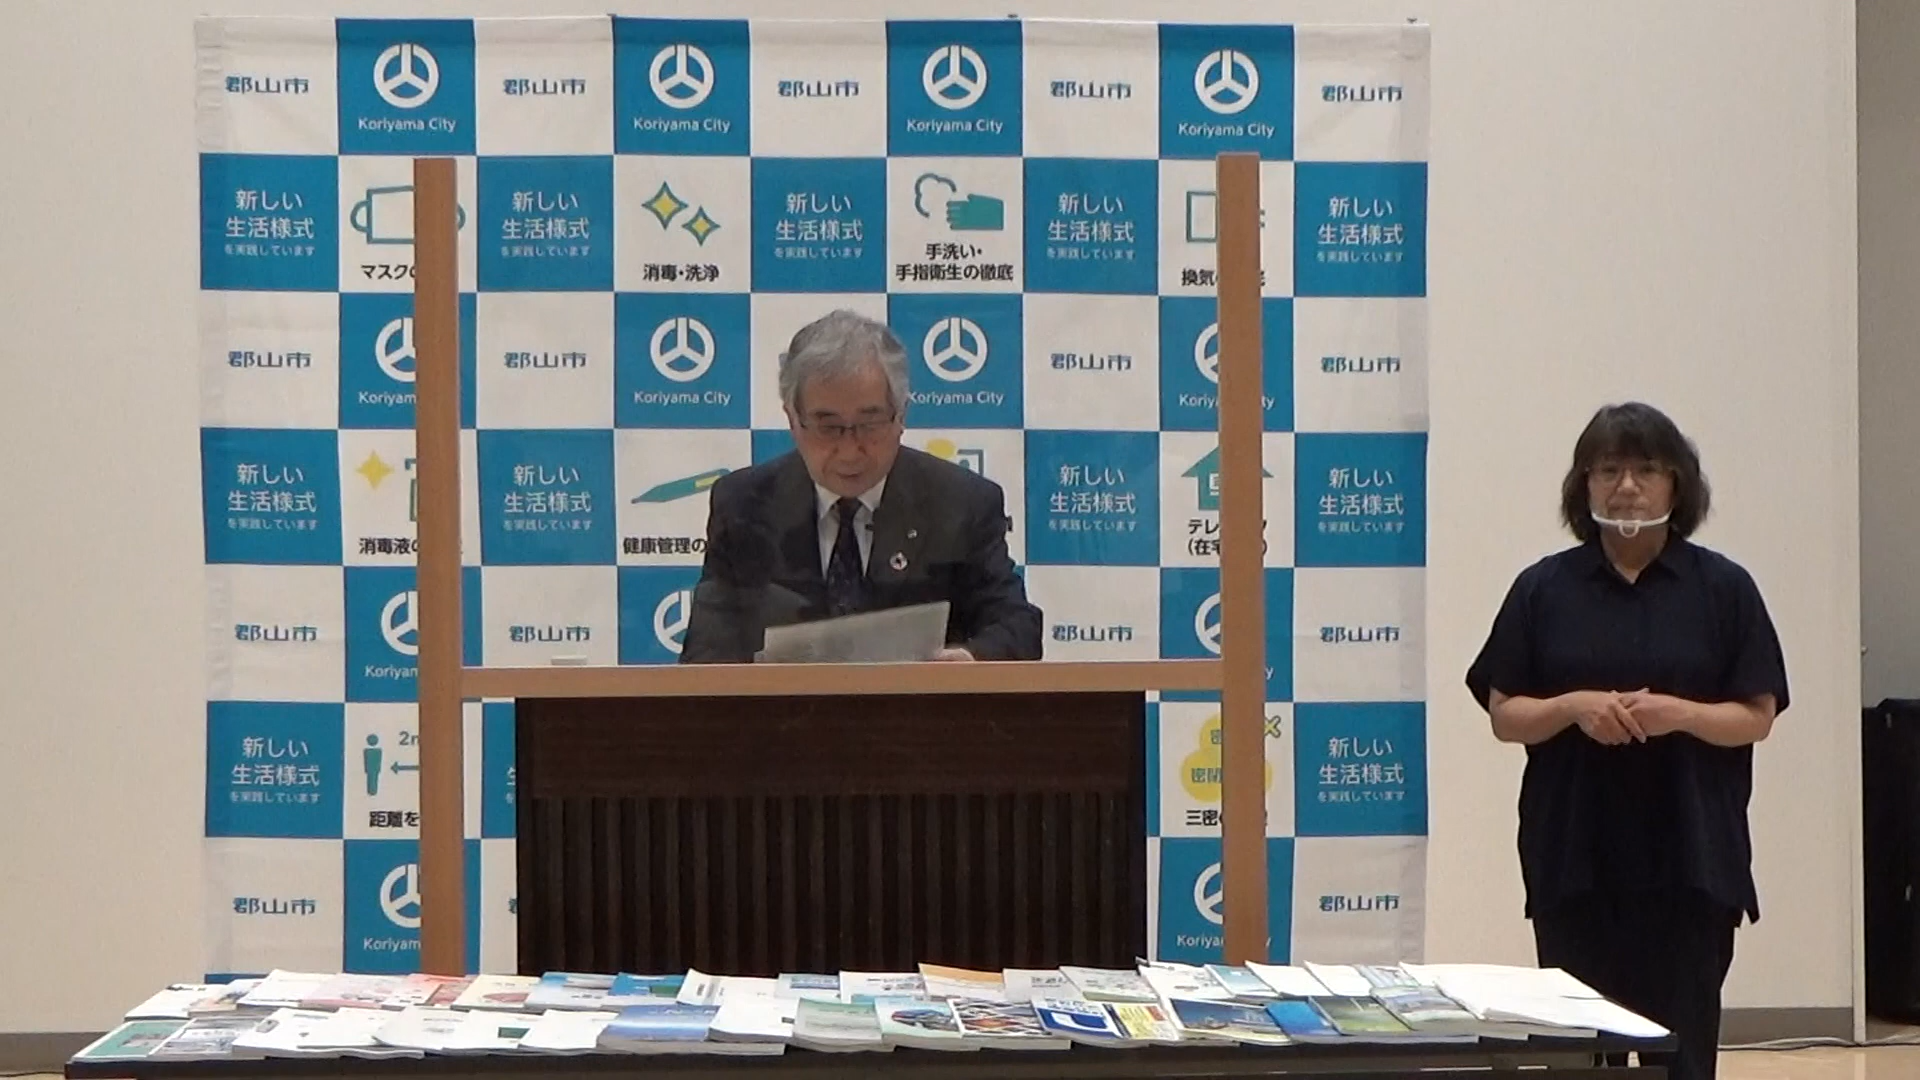 郡山市
Koriyama City
郡山市
Koriyama City
郡山市
Koriyama City
郡山市
Koriyama City
郡山市
新しい
生活様式
を実践しています
マスク
新しい
生活様式
を実践しています
消毒・洗浄
新しい
生活様式
を実践しています
手洗い・
手指衛生の徹底
新しい
生活様式
を実践しています
換気
新しい
生活様式
を実践しています
郡山市
Koriyam
郡山市
Koriyama City
Koriyama City
郡山市
Koriy
ty
郡山市
新しい
生活様式
を実践しています
消毒液の
新しい
生活様式
を実践しています
健康管理の
新しい
生活様式
を実践しています
テレ
(在宅
新しい
生活様式
を実践しています
郡山市
Koriyam
郡山市
郡山市
郡山市
新しい
生活様式
を実践しています
2m
距離を
密閉
三密
新しい
生活様式
を実践しています
郡山市
Koriyam
Koriya
郡山市